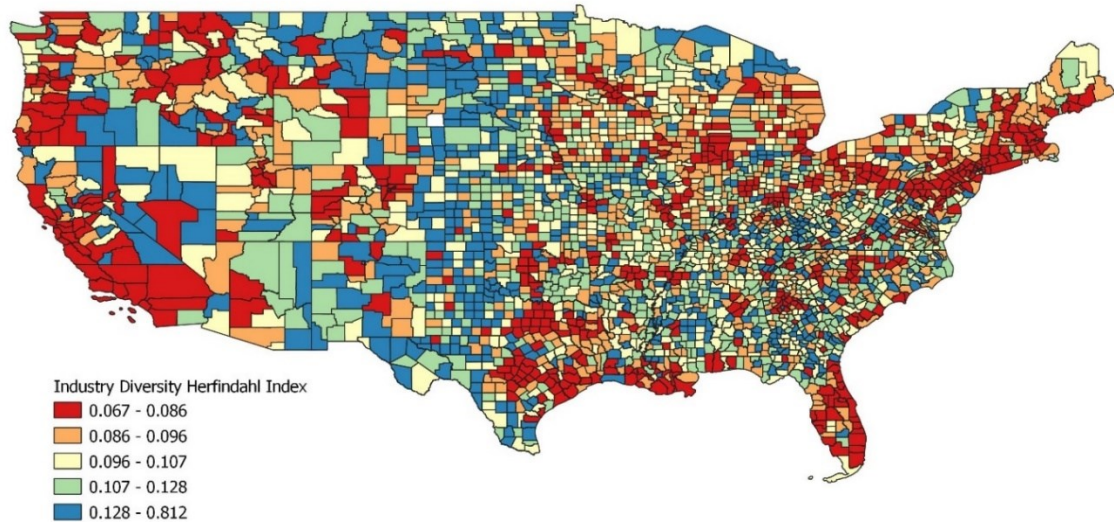 Industry Diversity Herfindahl Index
0.067 - 0.086
0.086 - 0.096
0.096 - 0.107
0.107 - 0.128
0.128 - 0.812